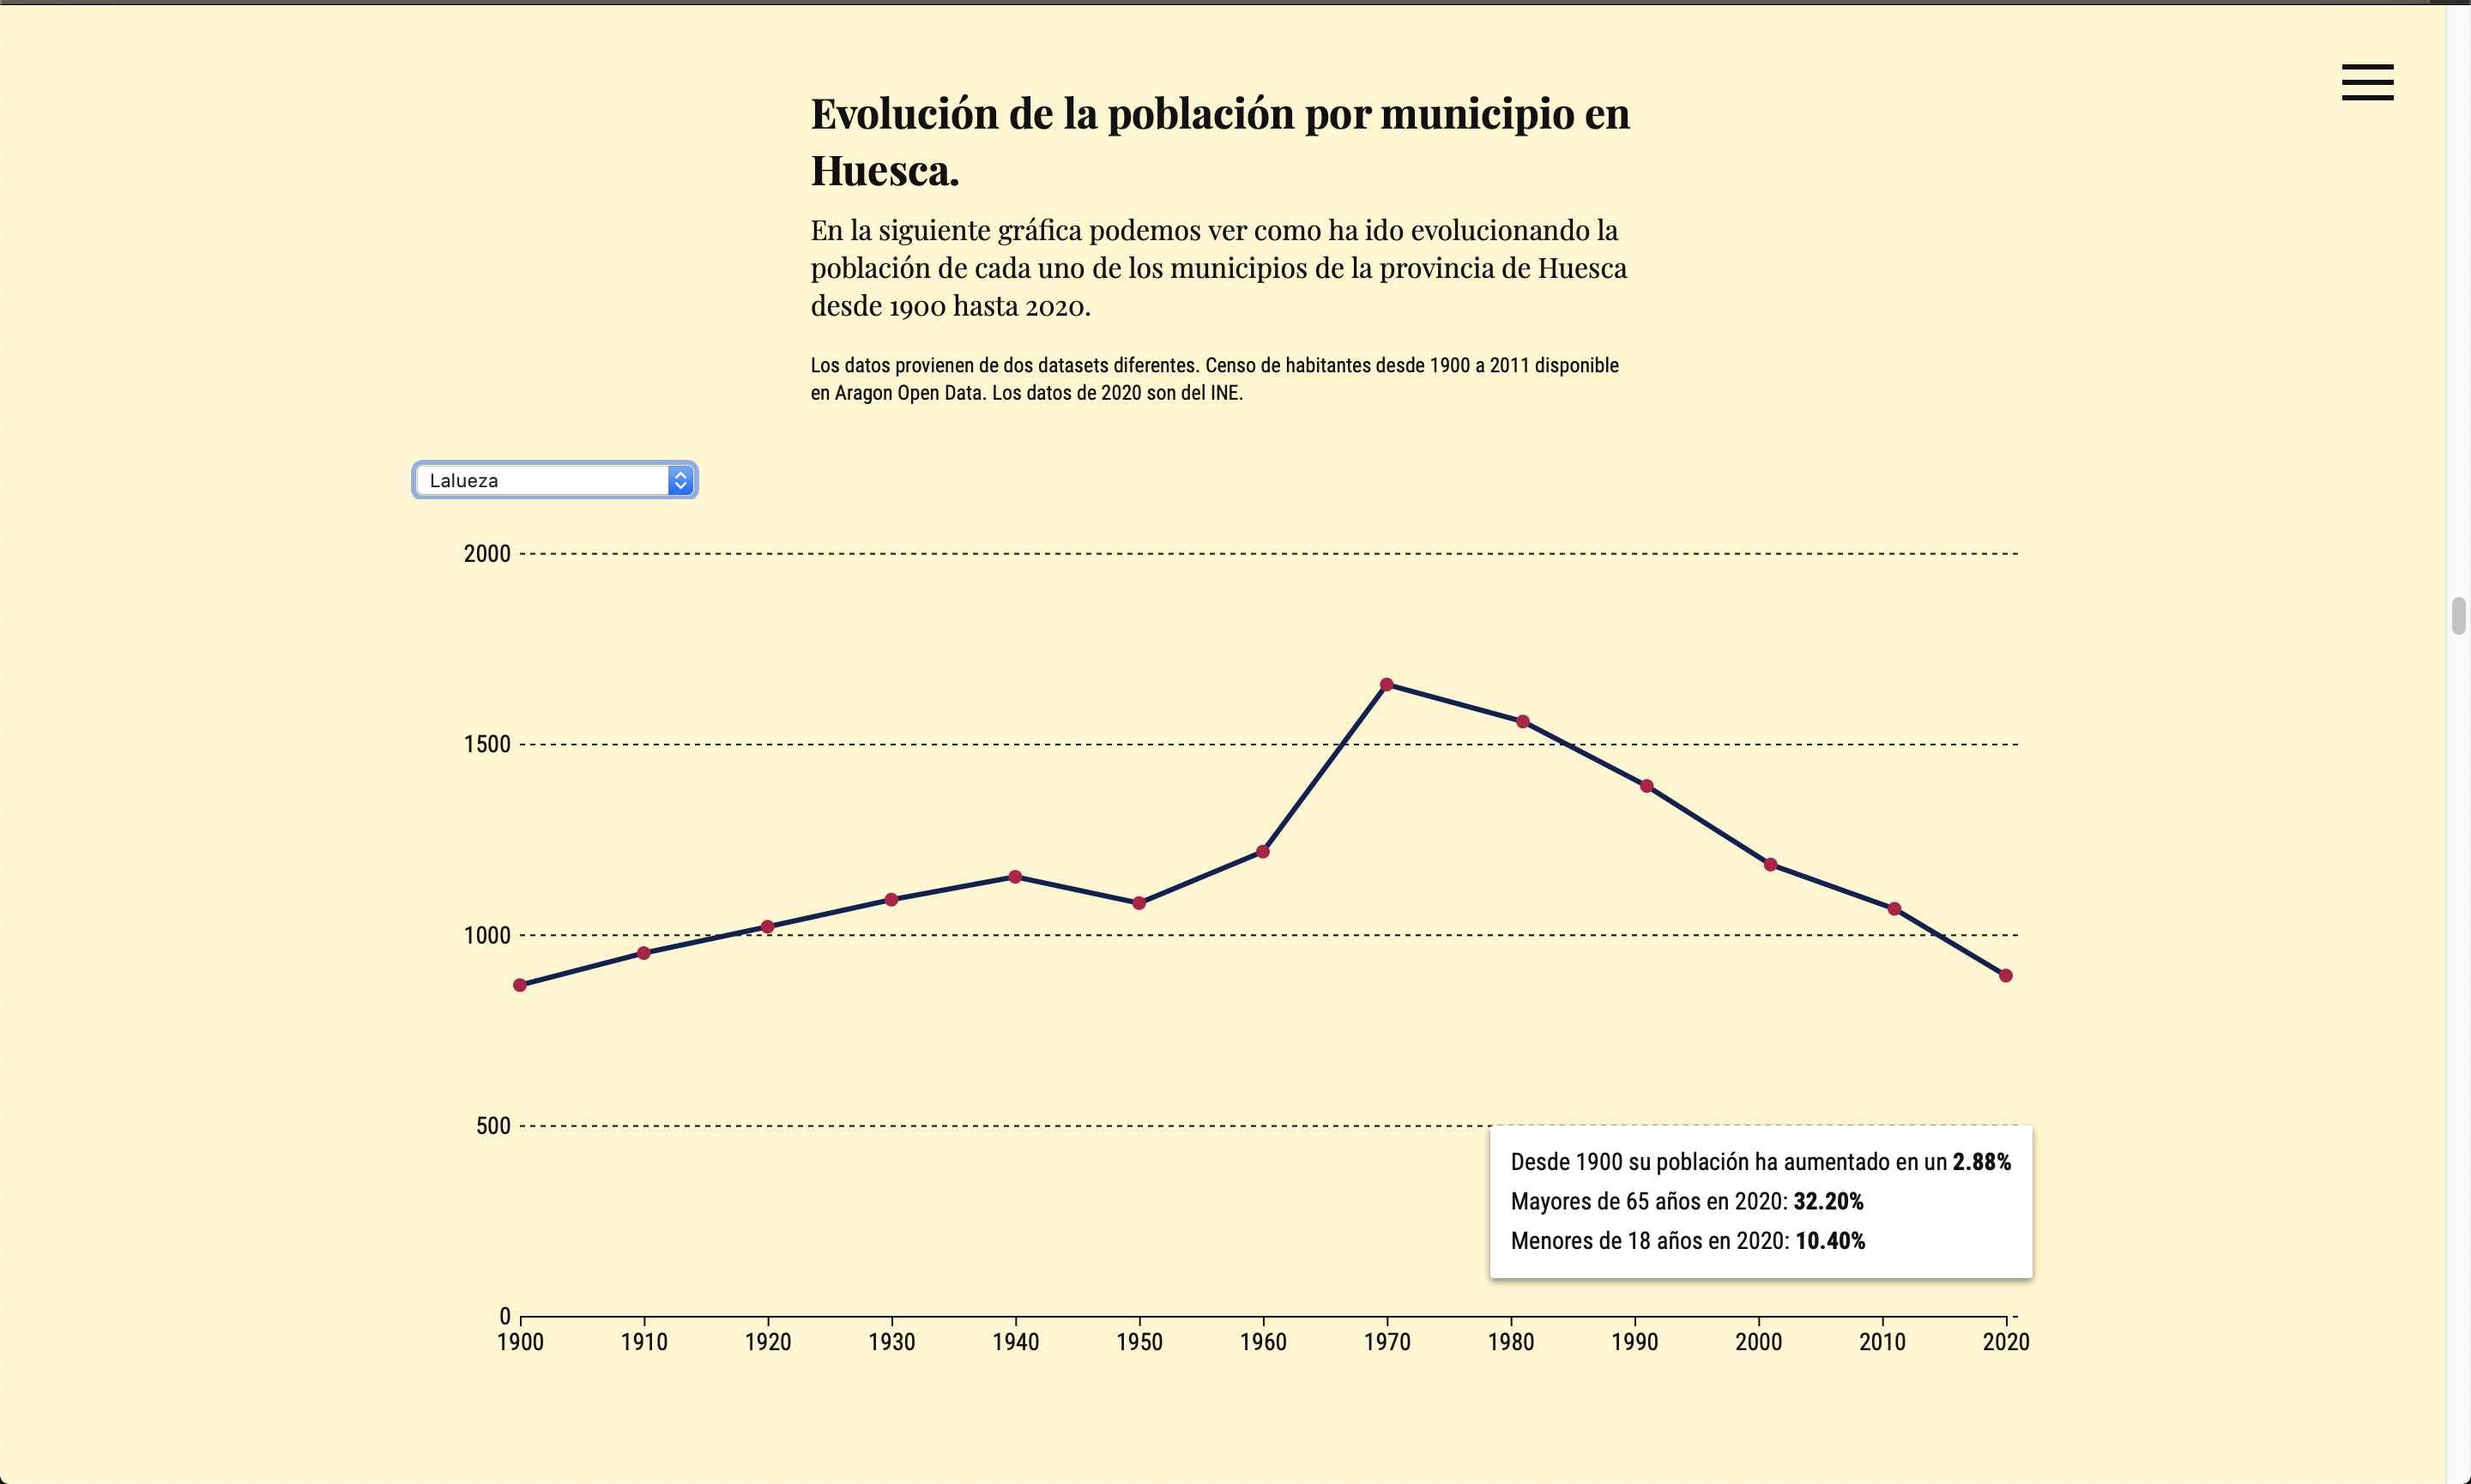 Evolución de la población por municipio en
Huesca.
En la siguiente gráfica podemos ver como ha ido evolucionando la
población de cada uno de los municipios de la provincia de Huesca
desde 1900 hasta 2020.
Los datos provienen de dos datasets diferentes. Censo de habitantes desde 1900 a 2011 disponible
en Aragon Open Data. Los datos de 2020 son del INE.
Lalueza
2000
1500
1000
500
Desde 1900 su población ha aumentado en un 2.88%
Mayores de 65 años en 2020: 32.20%
Menores de 18 años en 2020: 10.40%
0
1900 1910 1920 1930 1940 1950 1960 1970 1980 1990 2000 2010 2020